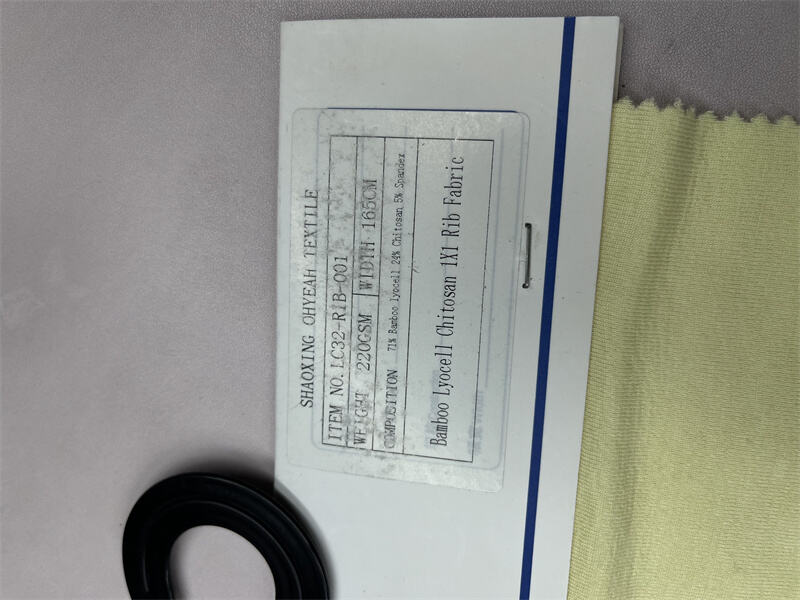 SHAOXING OHYEAH TEXTILE
ITEM NO.LC32-RIB-001
WEIGHT 220GSM WIDTH 165CM
COMPOSITION 71% Bamboo lyocell 24% Chitosan 5% Spandex
Bamboo Lyocell Chitosan 1X1 Rib Fabric